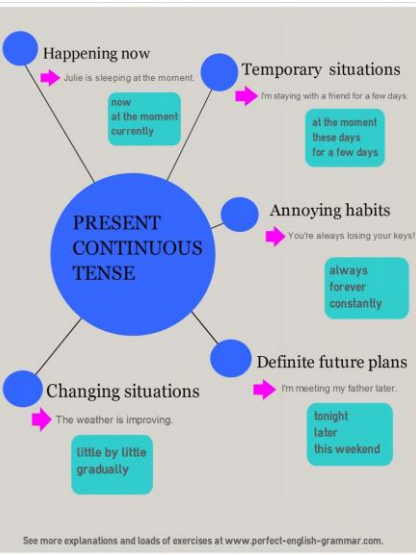 Happening now
Julie is sleeping at the moment.
now
at the moment
currently
Temporary situations
I'm staying with a friend for a few days.
at the moment
these days
for a few days
PRESENT
CONTINUOUS
TENSE
Annoying habits
You're always losing your keys!
always
forever
constantly
Definite future plans
I'm meeting my father later.
tonight
later
this weekend
Changing situations
The weather is improving.
little by little
gradually
See more explanations and loads of exercises at www.perfect-english-grammar.com.